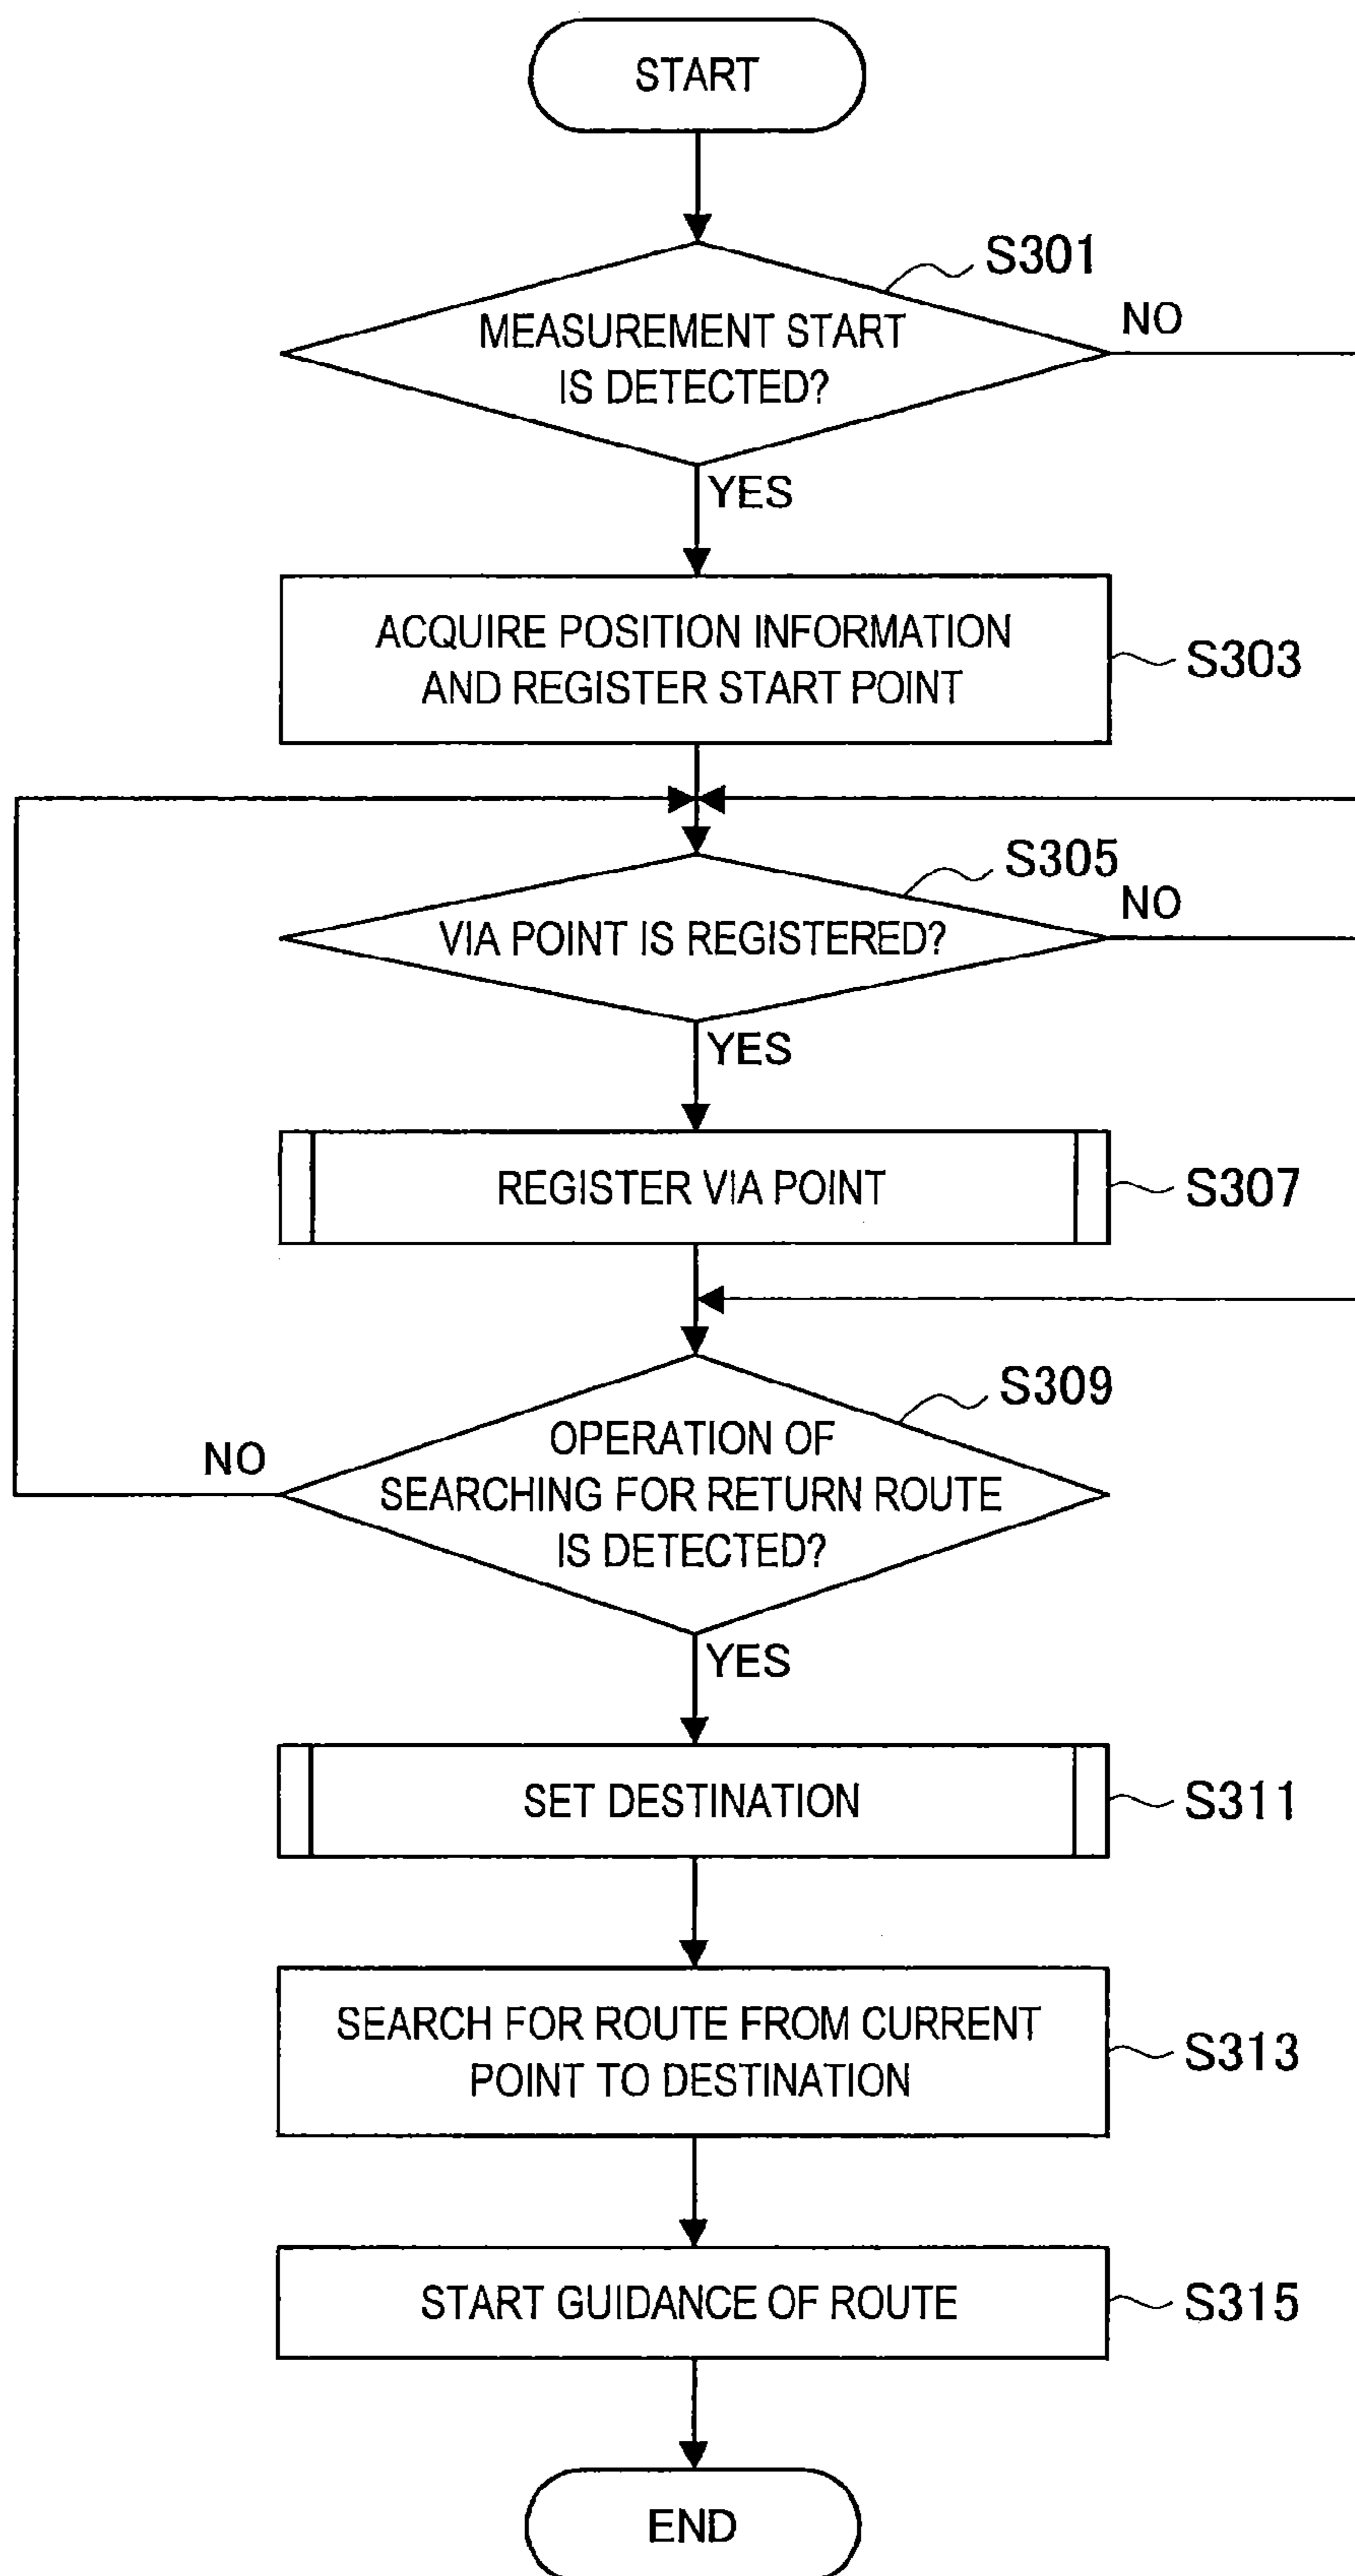 START
S301
MEASUREMENT START
IS DETECTED?
NO
YES
ACQUIRE POSITION INFORMATION
AND REGISTER START POINT
S303
S305
VIA POINT IS REGISTERED?
NO
YES
REGISTER VIA POINT
S307
S309
OPERATION OF
SEARCHING FOR RETURN ROUTE
IS DETECTED?
NO
YES
SET DESTINATION
S311
SEARCH FOR ROUTE FROM CURRENT
POINT TO DESTINATION
S313
START GUIDANCE OF ROUTE
S315
END